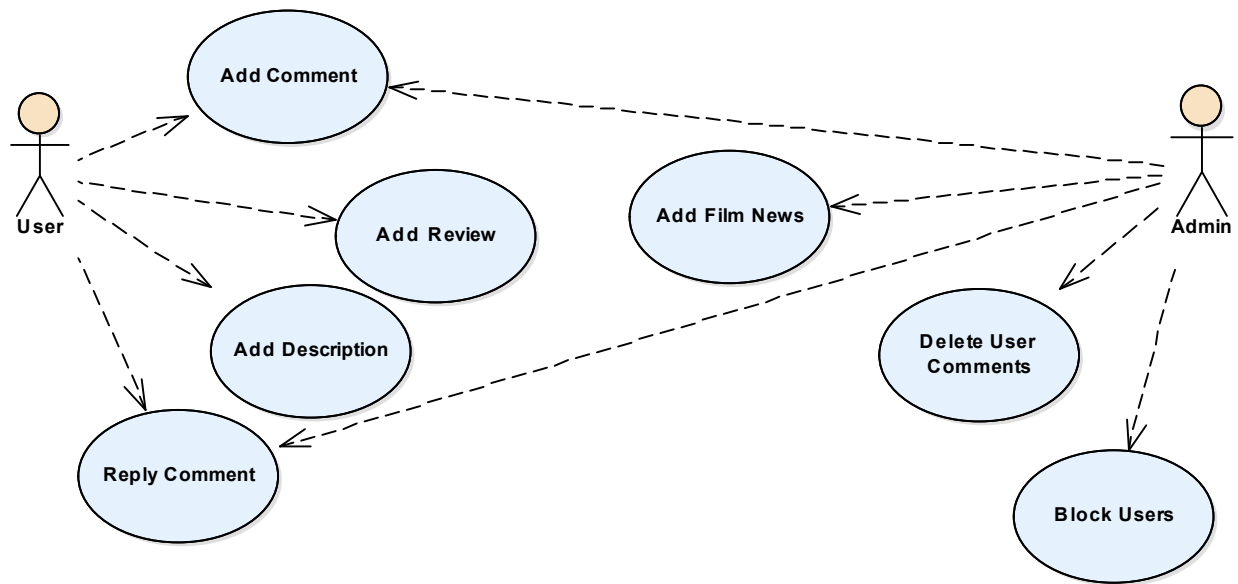 Add Comment
User
Add Review
Add Film News
Admin
Add Description
Delete User
Comments
Reply Comment
Block Users